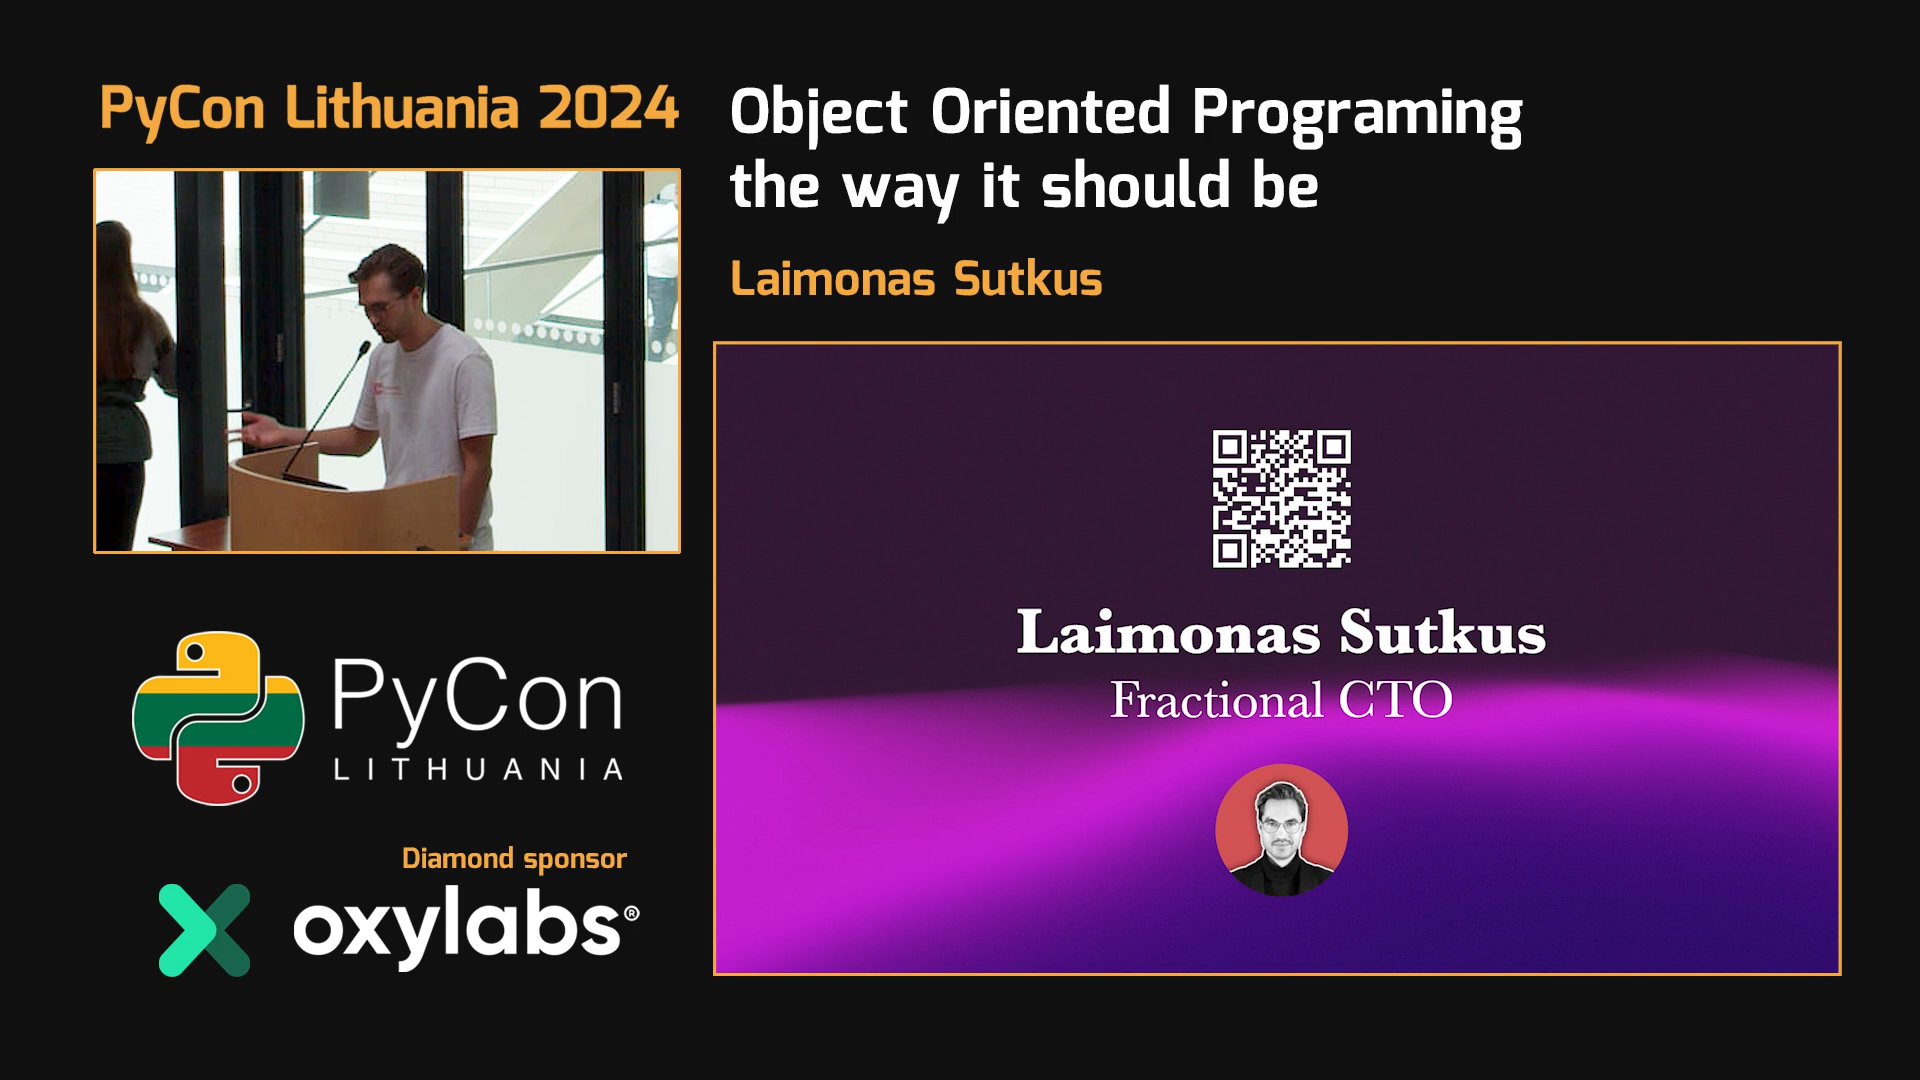 PyCon Lithuania 2024
Object Oriented Programing
the way it should be
Laimonas Sutkus
Laimonas Sutkus
Fractional CTO
PyCon
LITHUANIA
Diamond sponsor
oxylabs®